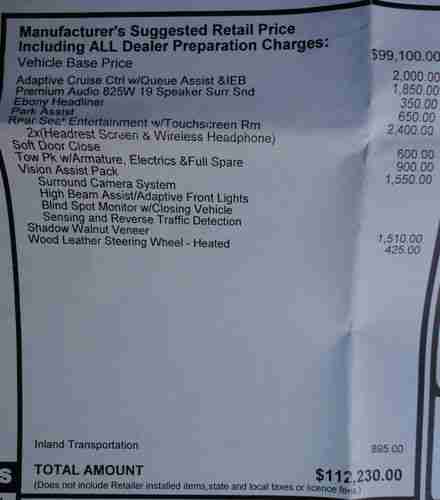 Manufacturer's Suggested Retail Price
Including ALL Dealer Preparation Charges:
Vehicle Base Price $99,100.00
Adaptive Cruise Ctrl w/Queue Assist &IEB 2,000.00
Premium Audio 825W 19 Speaker Surr Snd 1,850.00
Ebony Headliner 350.00
Park Assist 650.00
Rear Seat Entertainment w/Touchscreen Rm 2,400.00
2x(Headrest Screen & Wireless Headphone)
Soft Door Close 600.00
Tow Pk w/Armature, Electrics &Full Spare 900.00
Vision Assist Pack 1,550.00
Surround Camera System
High Beam Assist/Adaptive Front Lights
Blind Spot Monitor w/Closing Vehicle
Sensing and Reverse Traffic Detection
Shadow Walnut Veneer 1,510.00
Wood Leather Steering Wheel - Heated 425.00
Inland Transportation 895.00
S TOTAL AMOUNT $112,230.00
(Does not include Retailer installed items,state and local taxes or licence fees)